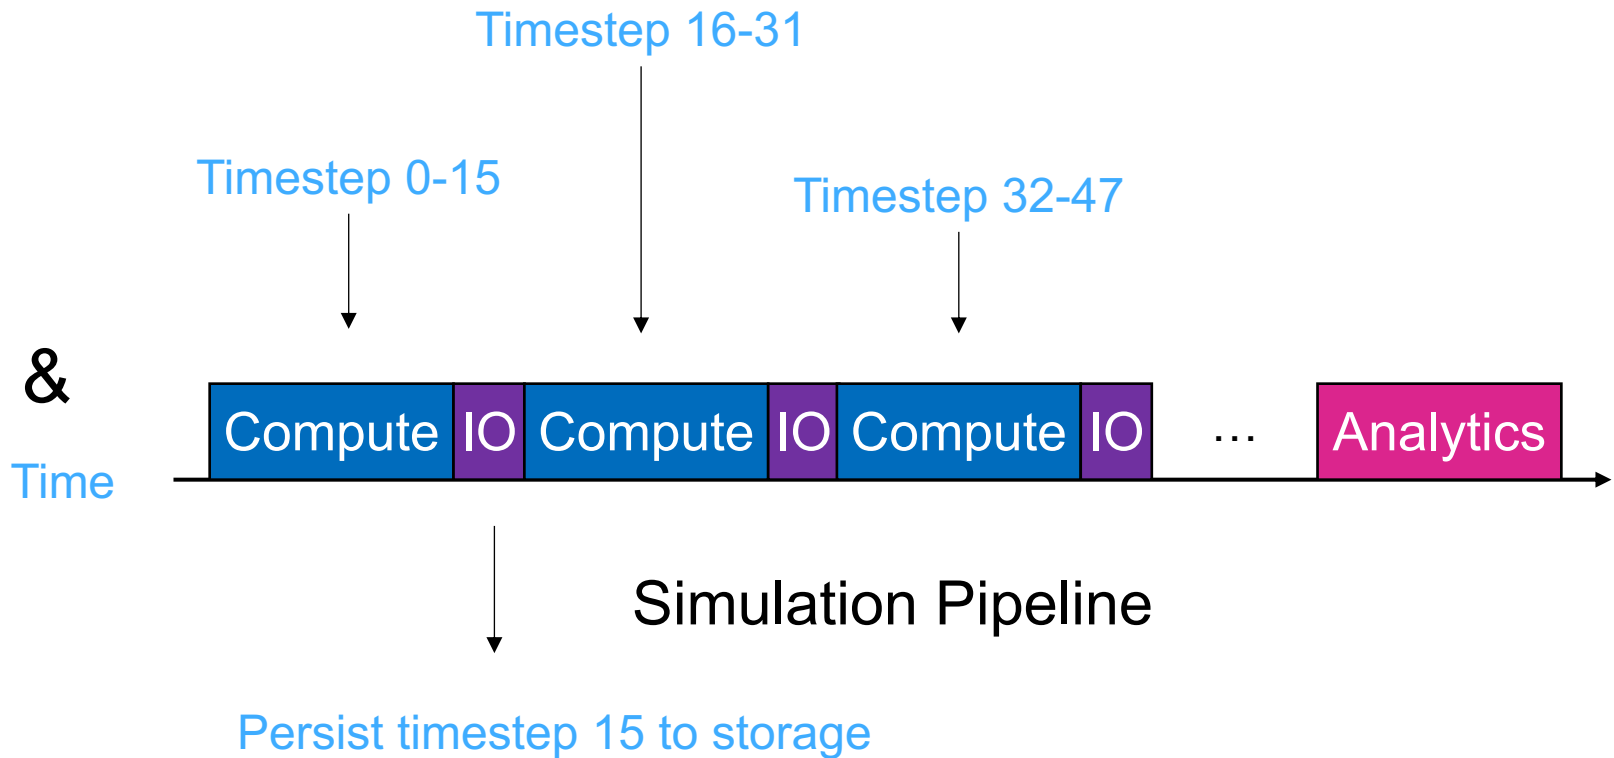 Timestep 16-31
Timestep 0-15
Timestep 32-47
&
Compute IO Compute IO Compute IO ... Analytics
Time
Simulation Pipeline
Persist timestep 15 to storage